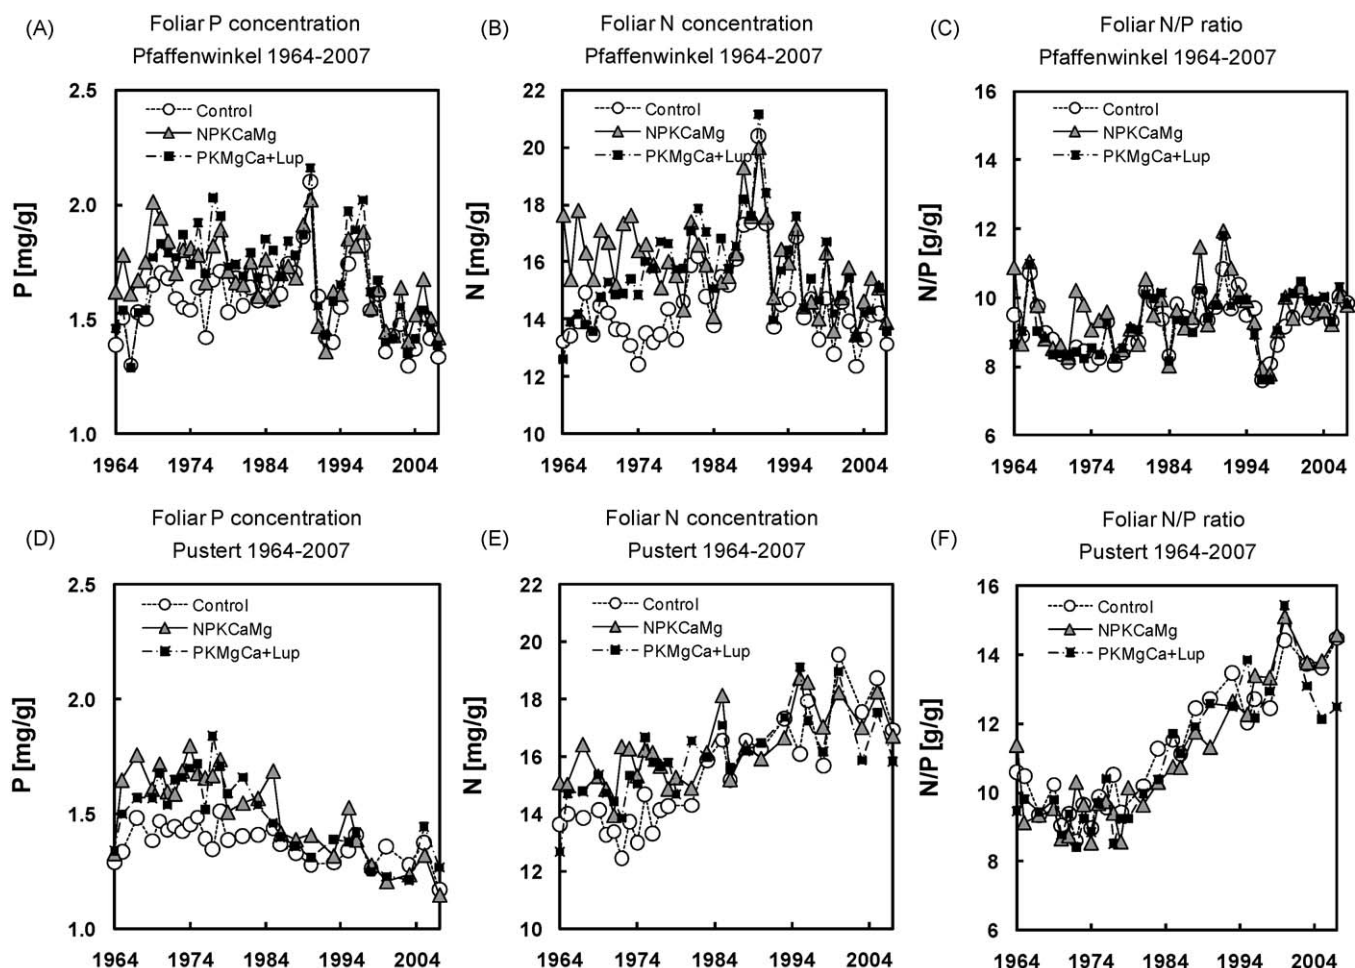 (A)
Foliar P concentration
Pfaffenwinkel 1964-2007
P [mg/g]
2.5
2.0
1.5
1.0
Control
NPKCaMg
PKMgCa+Lup
1964 1974 1984 1994 2004
(B)
Foliar N concentration
Pfaffenwinkel 1964-2007
N [mg/g]
22
20
18
16
14
12
10
Control
NPKCaMg
PKMgCa+Lup
1964 1974 1984 1994 2004
(C)
Foliar N/P ratio
Pfaffenwinkel 1964-2007
N/P [g/g]
16
14
12
10
8
6
Control
NPKCaMg
PKMgCa+Lup
1964 1974 1984 1994 2004
(D)
Foliar P concentration
Pustert 1964-2007
P [mg/g]
2.5
2.0
1.5
1.0
Control
NPKCaMg
PKMgCa+Lup
1964 1974 1984 1994 2004
(E)
Foliar N concentration
Pustert 1964-2007
N [mg/g]
22
20
18
16
14
12
10
Control
NPKCaMg
PKMgCa+Lup
1964 1974 1984 1994 2004
(F)
Foliar N/P ratio
Pustert 1964-2007
N/P [g/g]
16
14
12
10
8
6
Control
NPKCaMg
PKMgCa+Lup
1964 1974 1984 1994 2004